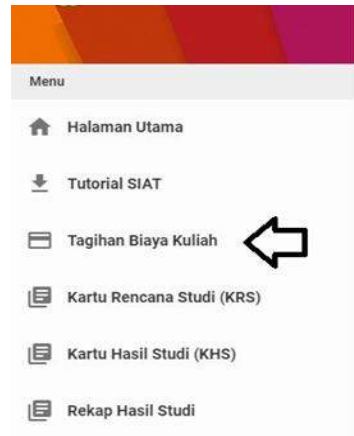 Menu
Halaman Utama
Tutorial SIAT
Tagihan Biaya Kuliah
Kartu Rencana Studi (KRS)
Kartu Hasil Studi (KHS)
Rekap Hasil Studi